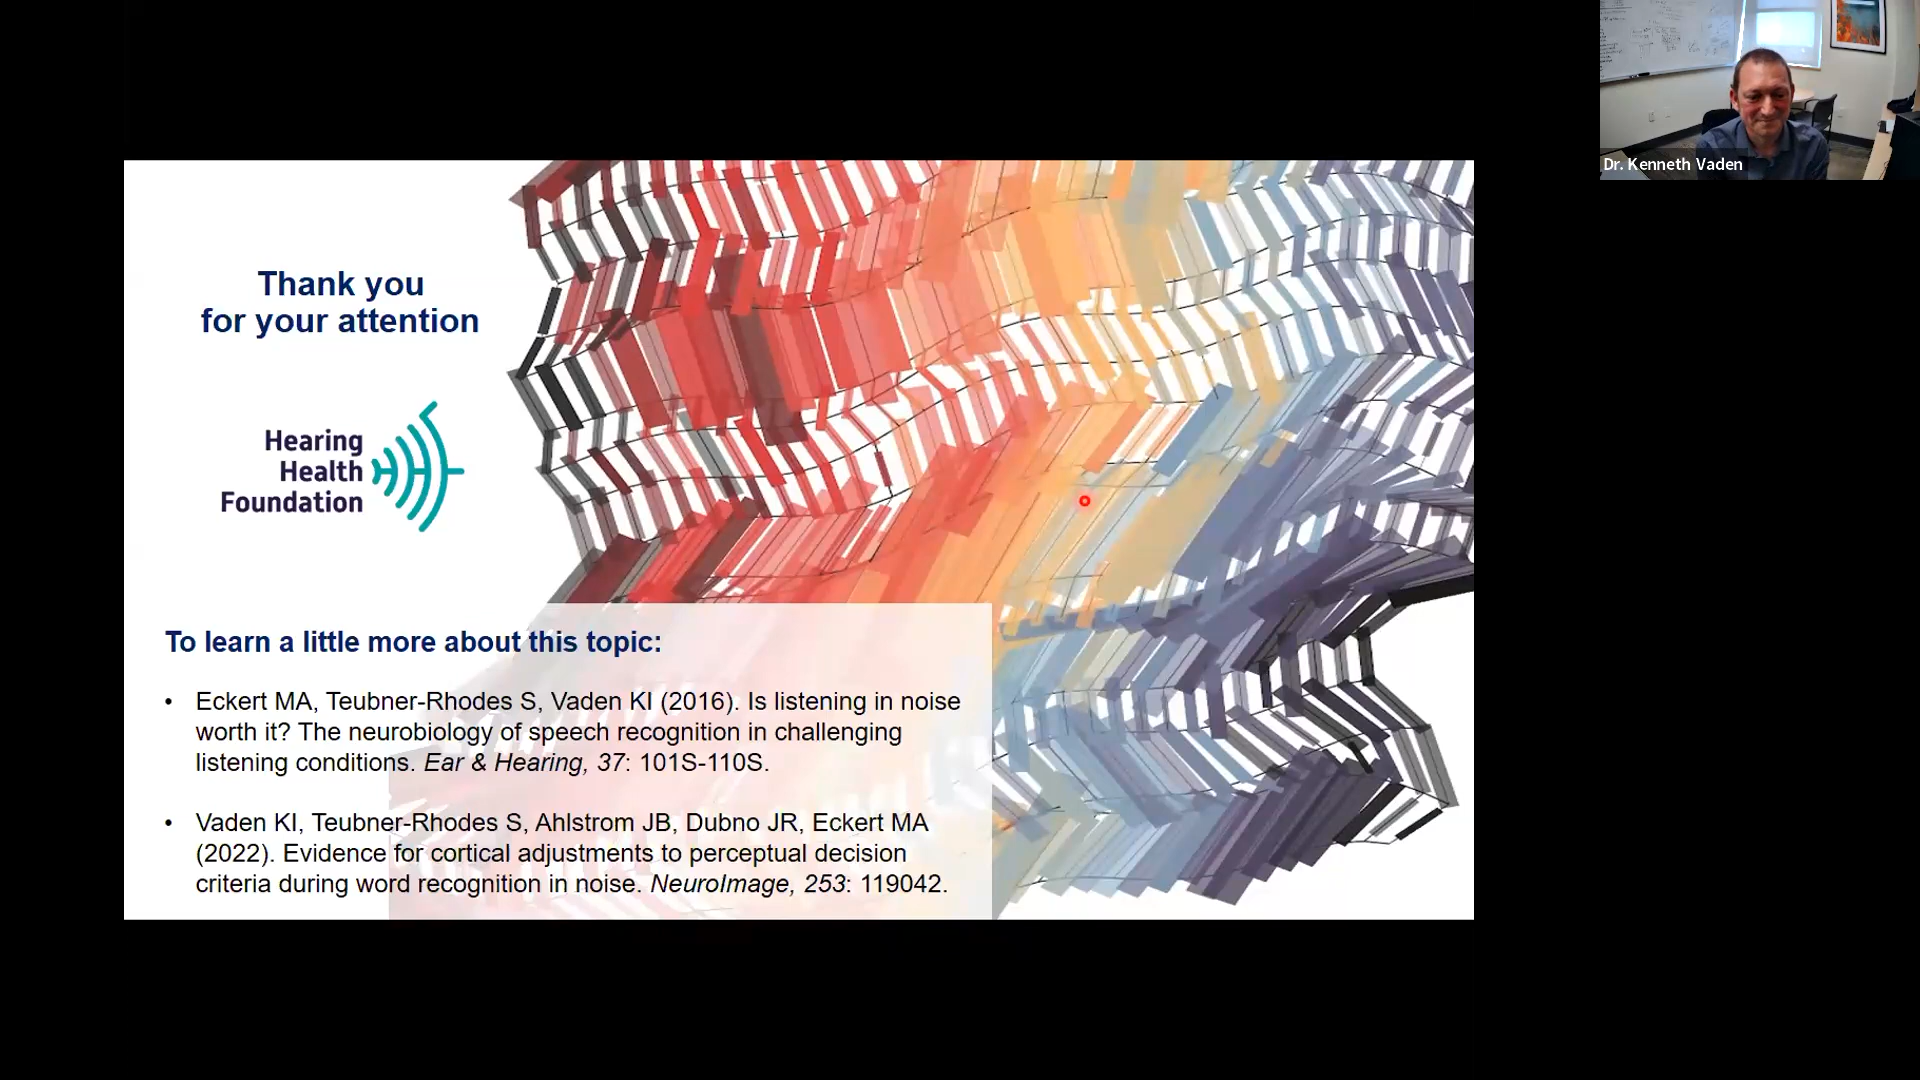 Dr. Kenneth Vaden
Thank you
for your attention
Hearing
Health
Foundation
To learn a little more about this topic:
• Eckert MA, Teubner-Rhodes S, Vaden KI (2016). Is listening in noise
worth it? The neurobiology of speech recognition in challenging
listening conditions. Ear & Hearing, 37: 101S-110S.
• Vaden KI, Teubner-Rhodes S, Ahlstrom JB, Dubno JR, Eckert MA
(2022). Evidence for cortical adjustments to perceptual decision
criteria during word recognition in noise. NeuroImage, 253: 119042.